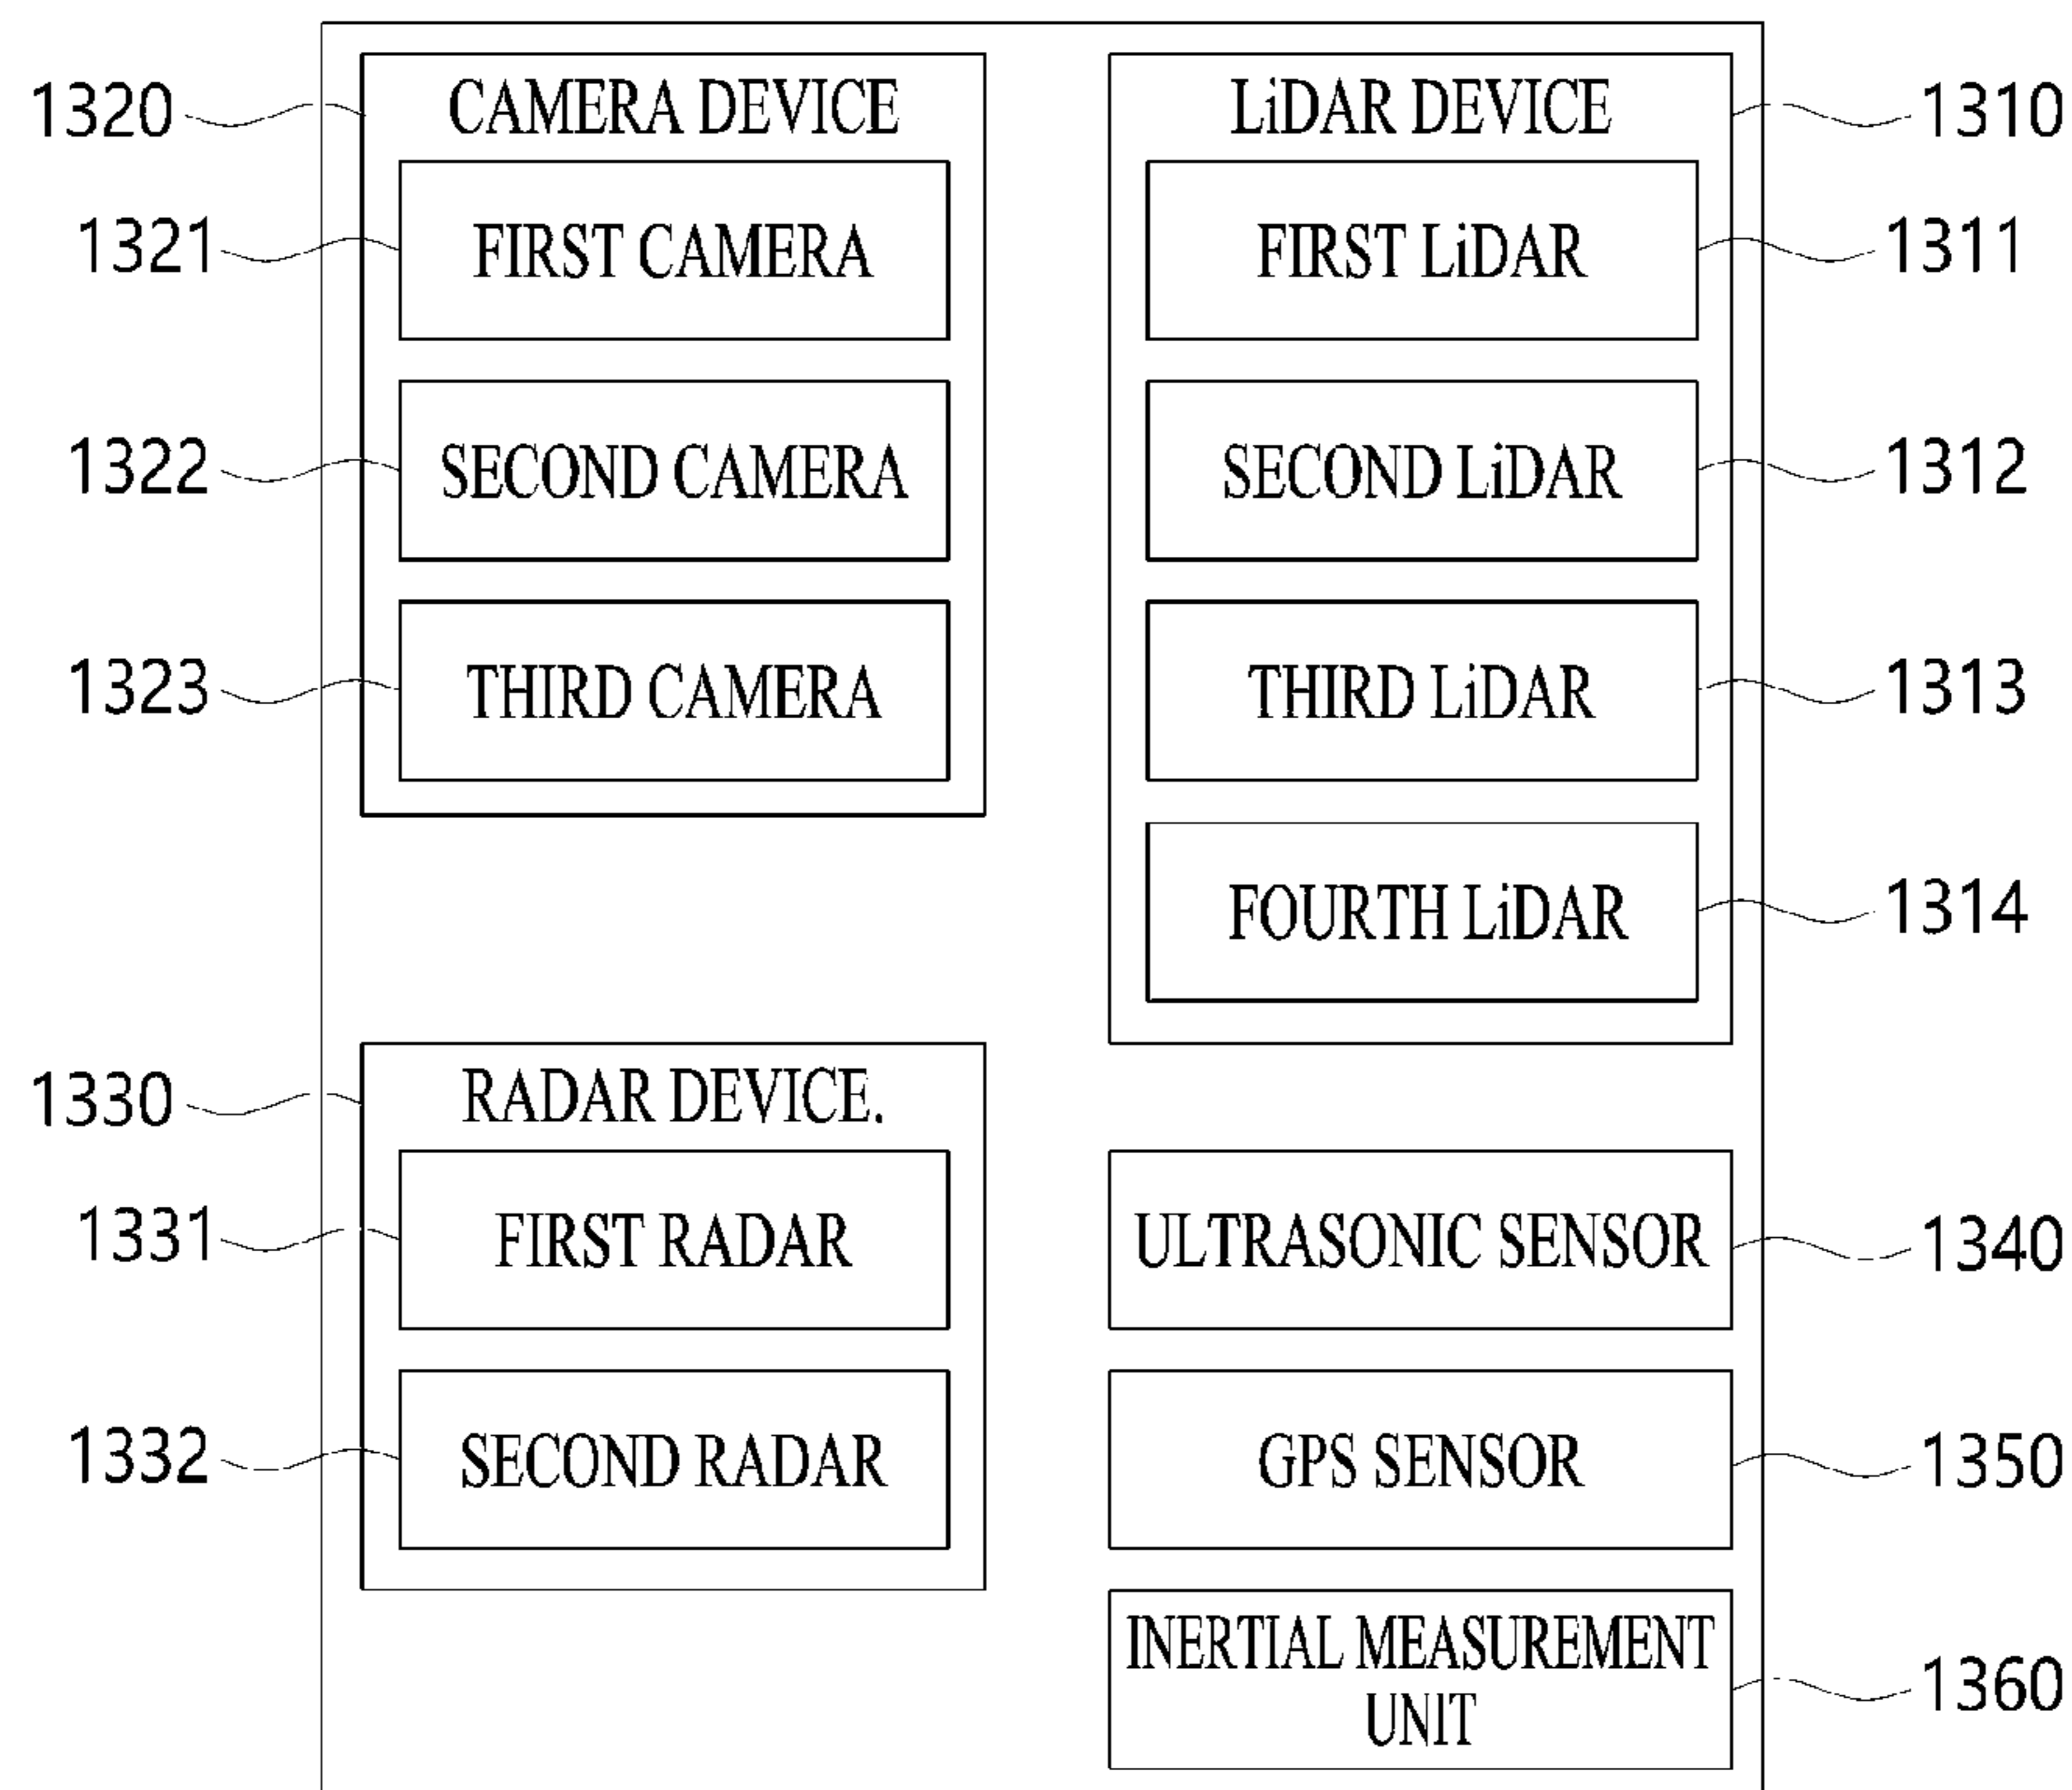 1320
CAMERA DEVICE
1321
FIRST CAMERA
1322
SECOND CAMERA
1323
THIRD CAMERA
LiDAR DEVICE
1310
FIRST LiDAR
1311
SECOND LiDAR
1312
THIRD LiDAR
1313
FOURTH LiDAR
1314
1330
RADAR DEVICE.
1331
FIRST RADAR
1332
SECOND RADAR
ULTRASONIC SENSOR
1340
GPS SENSOR
1350
INERTIAL MEASUREMENT
UNIT
1360